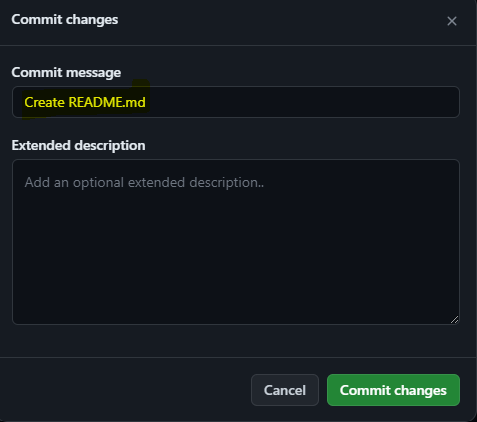 Commit changes
Commit message
Create README.md
Extended description
Add an optional extended description..
Cancel
Commit changes